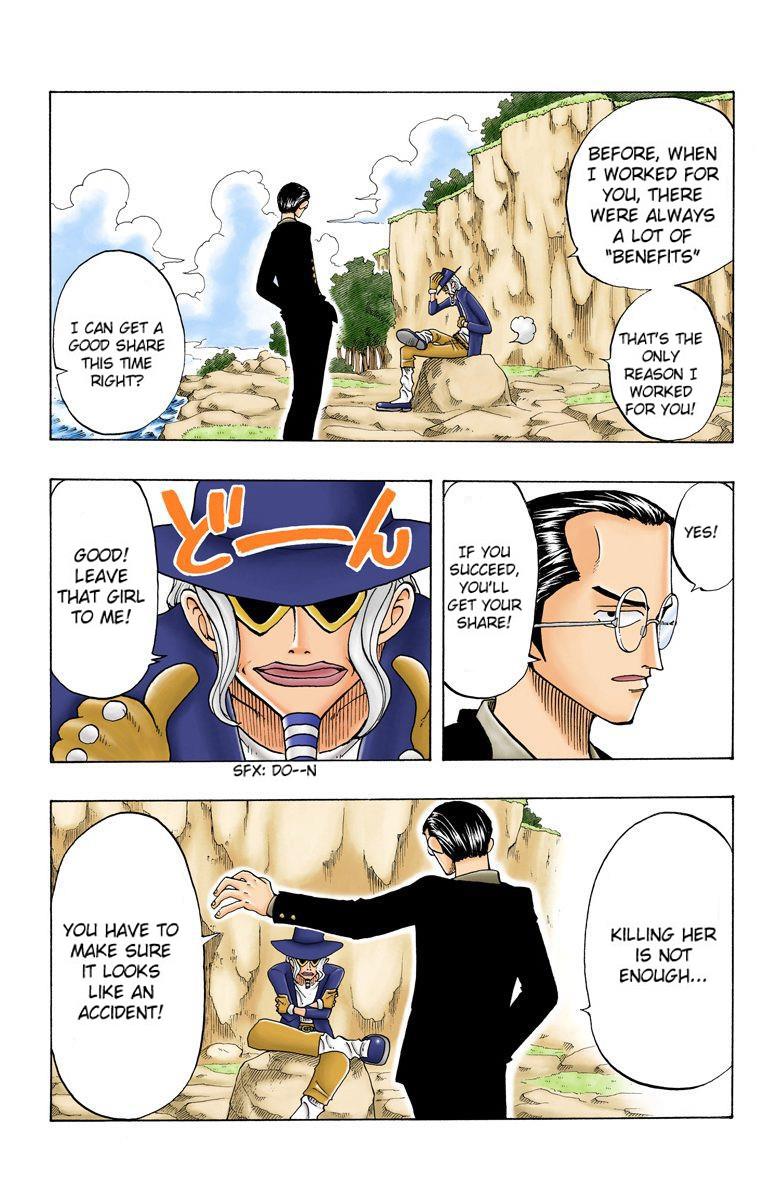 BEFORE, WHEN
I WORKED FOR
YOU, THERE
WERE ALWAYS
A LOT OF
"BENEFITS"
THAT'S THE
ONLY
REASON I
WORKED
FOR YOU!
I CAN GET A
GOOD SHARE
THIS TIME
RIGHT?
YES!
IF YOU
SUCCEED,
YOU'LL
GET YOUR
SHARE!
どーん
GOOD!
LEAVE
THAT GIRL
TO ME!
SFX: DO--N
KILLING HER
IS NOT
ENOUGH...
YOU HAVE TO
MAKE SURE
IT LOOKS
LIKE AN
ACCIDENT!